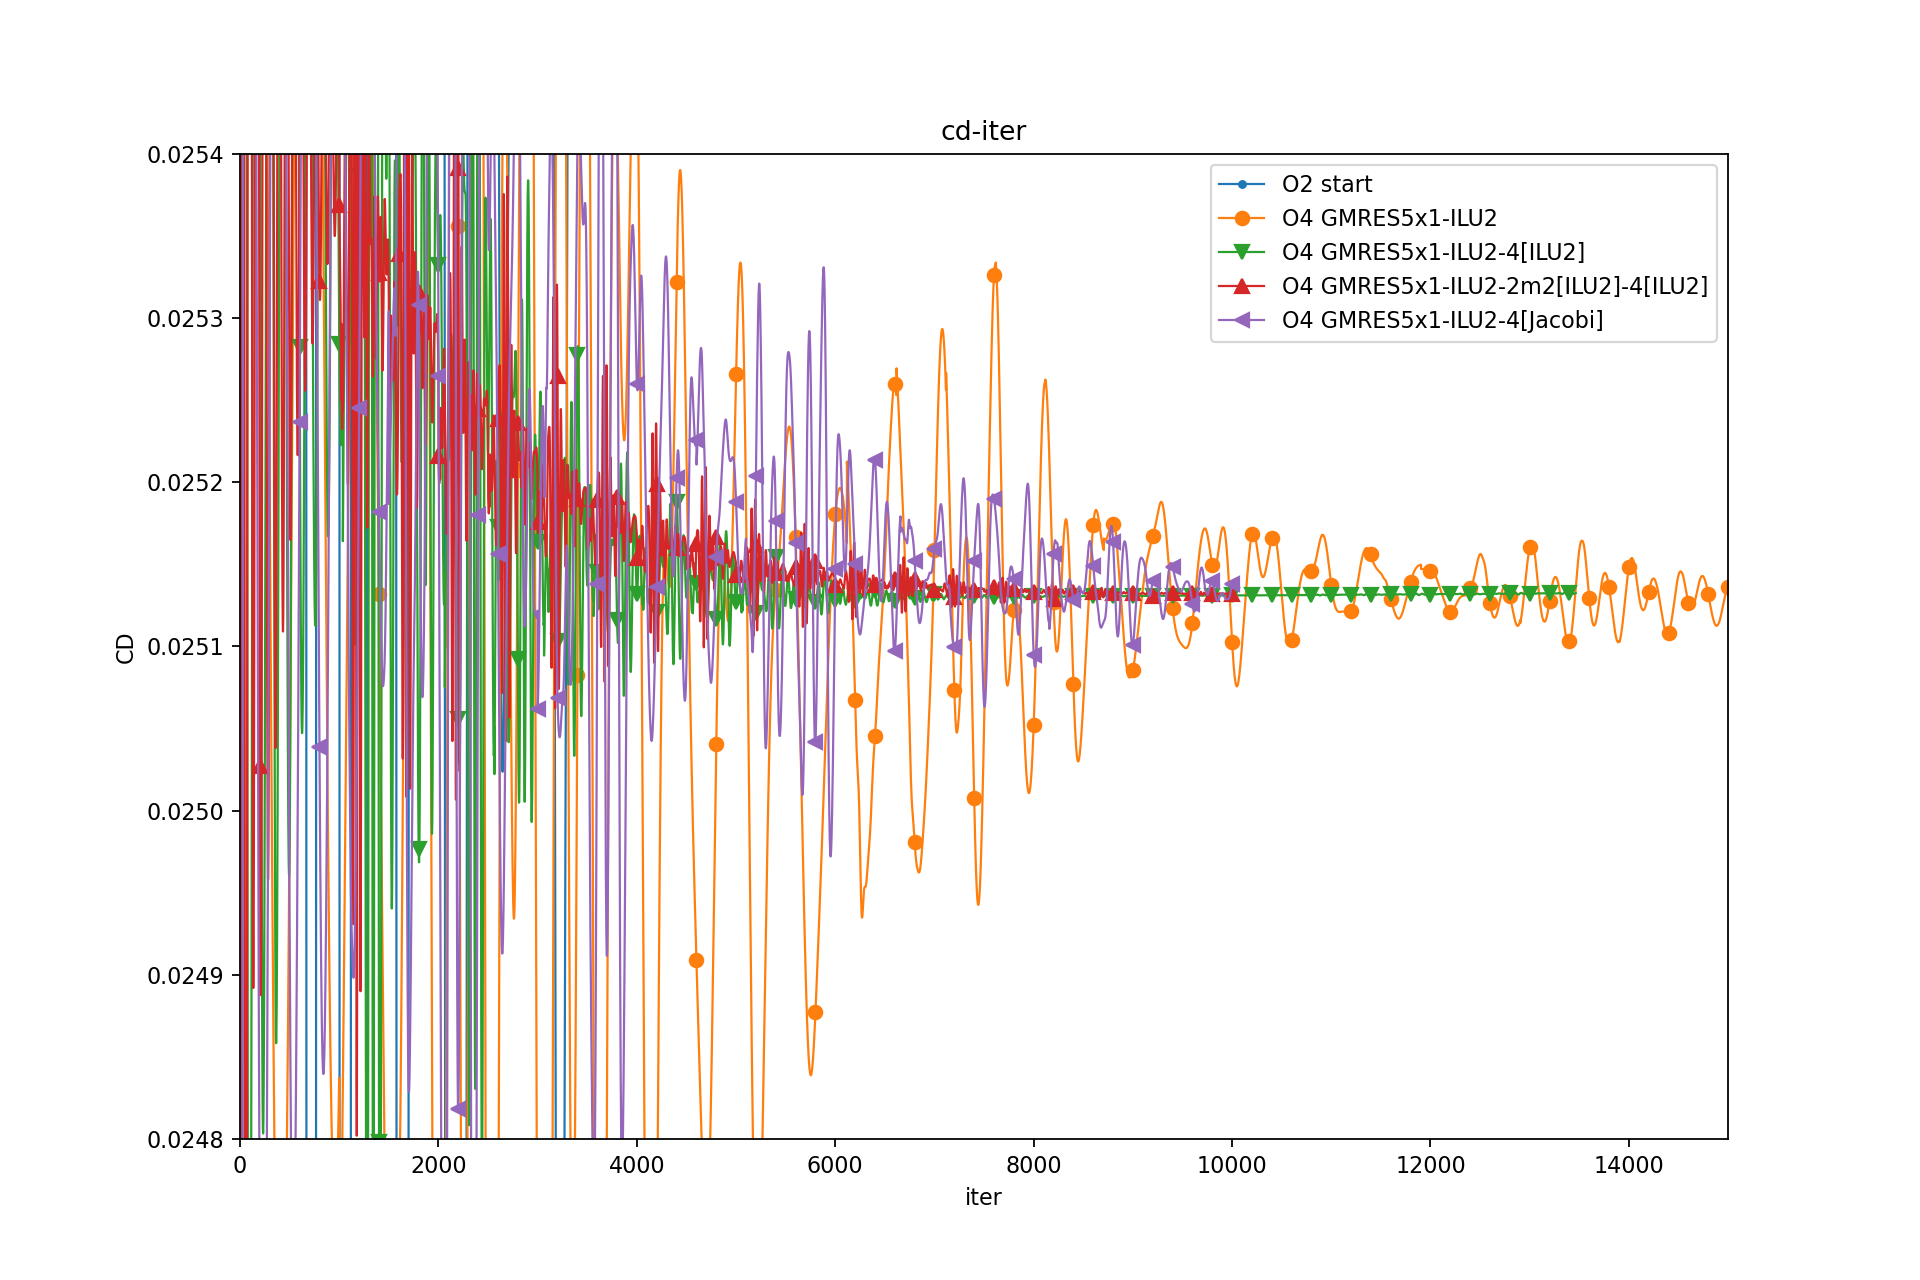 cd-iter
0.0254
0.0253
0.0252
0.0251
0.0250
0.0249
0.0248
CD
0
2000
4000
6000
8000
10000
12000
14000
iter
O2 start
O4 GMRES5x1-ILU2
O4 GMRES5x1-ILU2-4[ILU2]
O4 GMRES5x1-ILU2-2m2[ILU2]-4[ILU2]
O4 GMRES5x1-ILU2-4[Jacobi]